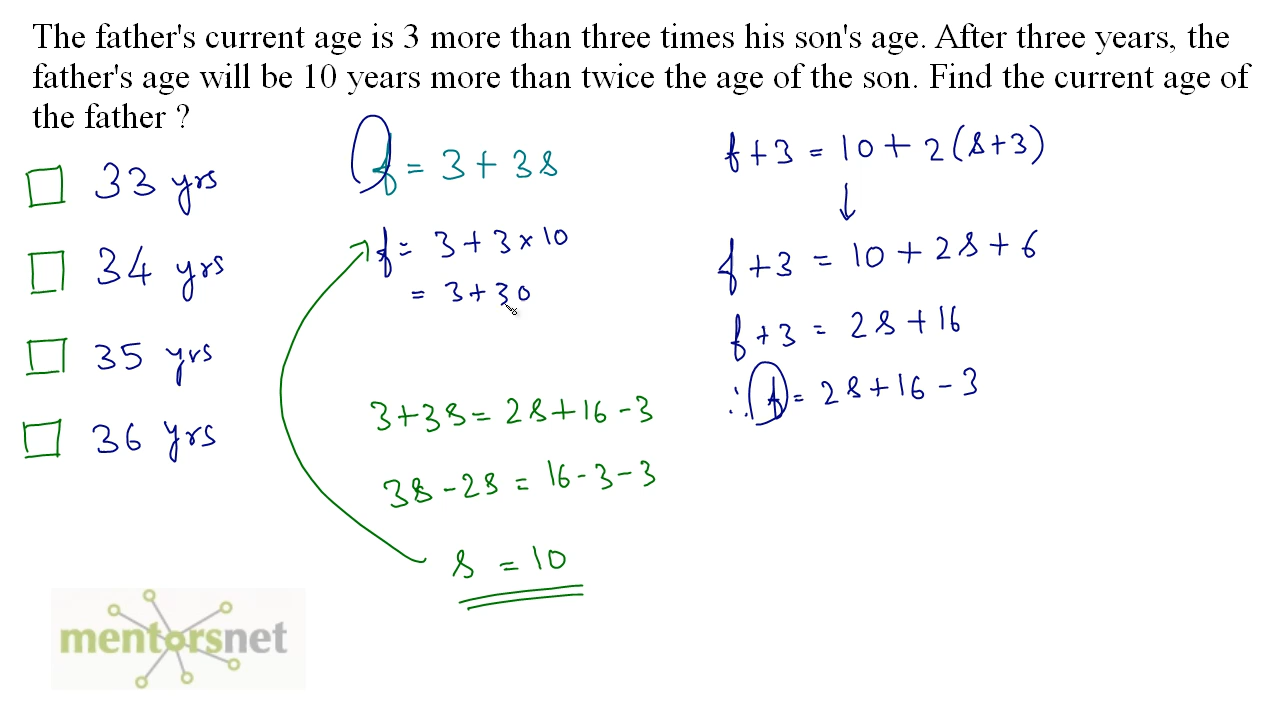 The father's current age is 3 more than three times his son's age. After three years, the
father's age will be 10 years more than twice the age of the son. Find the current age of
the father ?
33 yrs
34 yrs
35 yrs
36 yrs
f = 3 + 3s
f = 3 + 3 × 10
= 3 + 30
3 + 3s = 2s + 16 - 3
3s - 2s = 16 - 3 - 3
s = 10
f + 3 = 10 + 2(s+3)
↓
f + 3 = 10 + 2s + 6
f + 3 = 2s + 16
∴ f = 2s + 16 - 3
mentorsnet